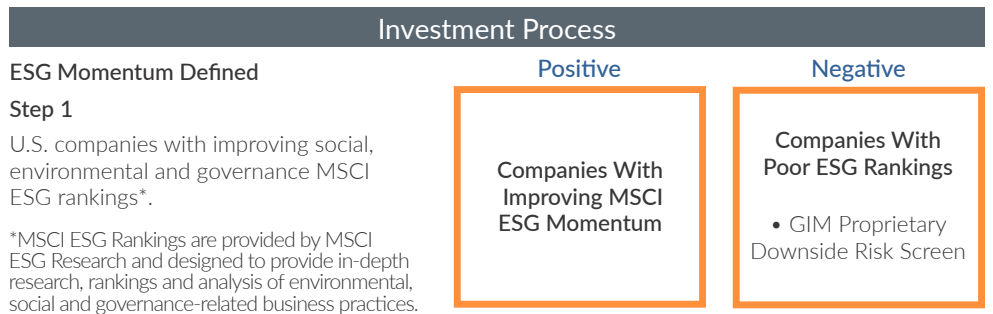 Investment Process
ESG Momentum Defined
Step 1
U.S. companies with improving social,
environmental and governance MSCI
ESG rankings*.
*MSCI ESG Rankings are provided by MSCI
ESG Research and designed to provide in-depth
research, rankings and analysis of environmental,
social and governance-related business practices.
Positive
Companies With
Improving MSCI
ESG Momentum
Negative
Companies With
Poor ESG Rankings
• GIM Proprietary
Downside Risk Screen